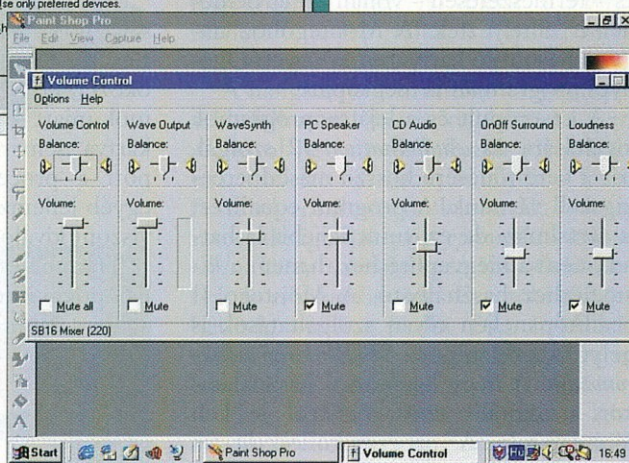 se only preferred devices.
Paint Shop Pro
File Edit View Capture Help
Volume Control
Options Help
Volume Control Wave Output WaveSynth PC Speaker CD Audio OnOff Surround Loudness
Balance: Balance: Balance: Balance: Balance: Balance: Balance:
Volume: Volume: Volume: Volume: Volume: Volume: Volume:
Mute all Mute Mute Mute Mute Mute Mute
SB16 Mixer (220)
Start Paint Shop Pro Volume Control Hu 16:49